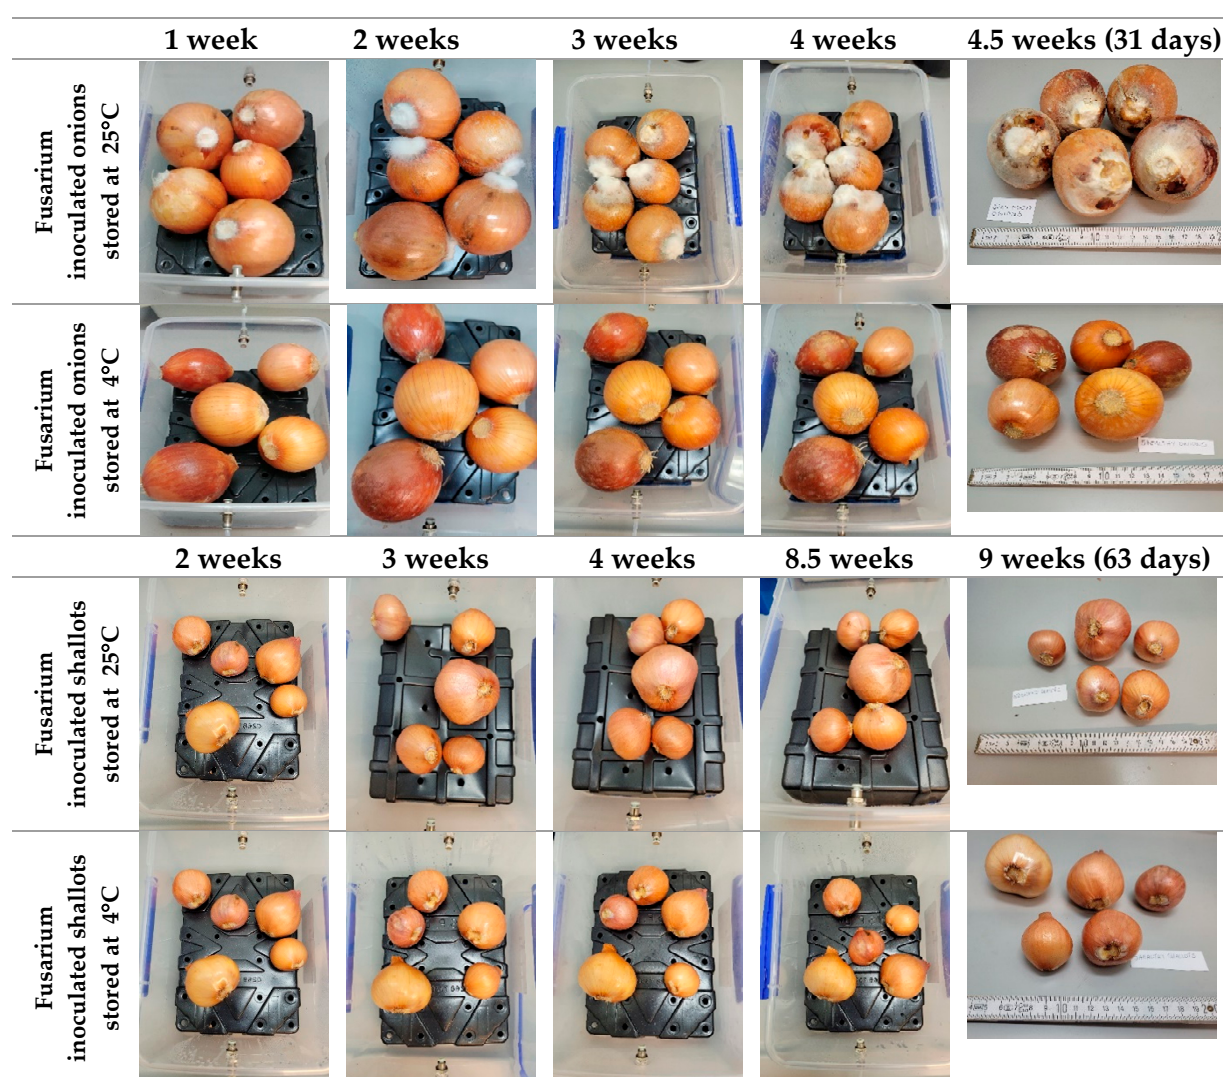 1 week 2 weeks 3 weeks 4 weeks 4.5 weeks (31 days)
Fusarium
inoculated onions
stored at 25°C
Fusarium
inoculated onions
stored at 4°C
2 weeks 3 weeks 4 weeks 8.5 weeks 9 weeks (63 days)
Fusarium
inoculated shallots
stored at 25°C
Fusarium
inoculated shallots
stored at 4°C